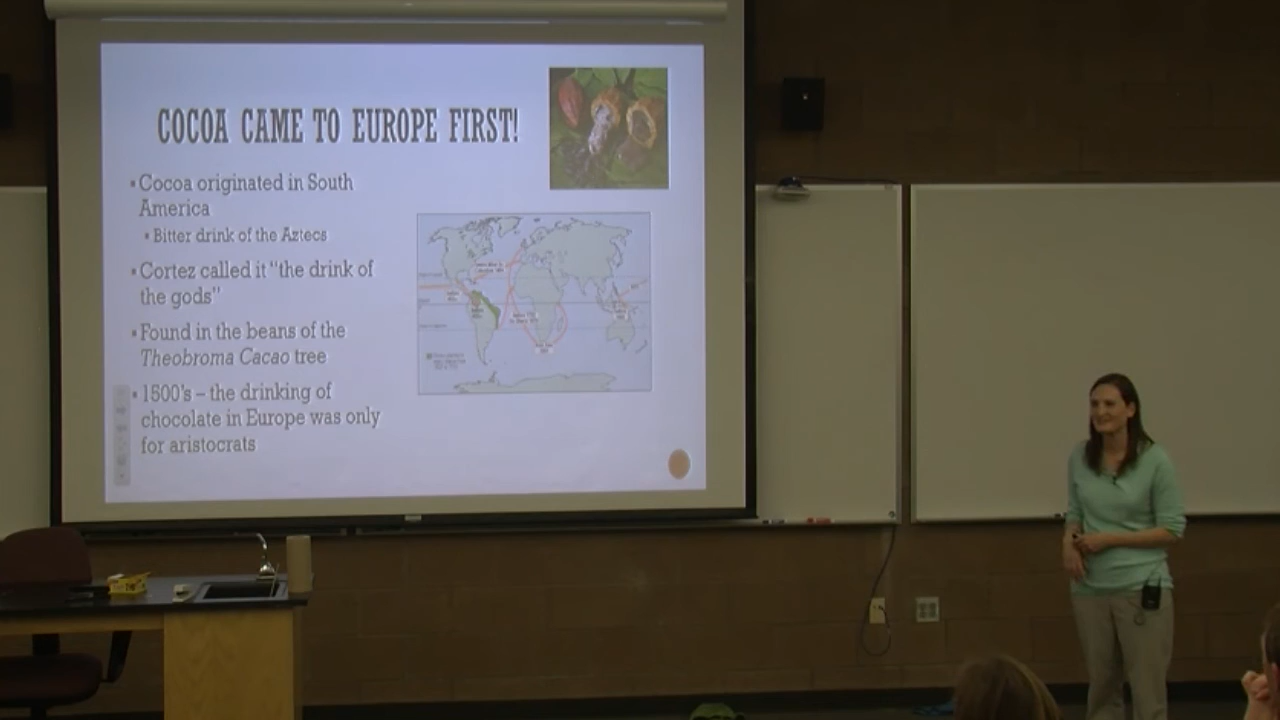 COCOA CAME TO EUROPE FIRST!
▪ Cocoa originated in South
America
▪ Bitter drink of the Aztecs
▪ Cortez called it “the drink of
the gods”
▪ Found in the beans of the
Theobroma Cacao tree
▪ 1500's – the drinking of
chocolate in Europe was only
for aristocrats